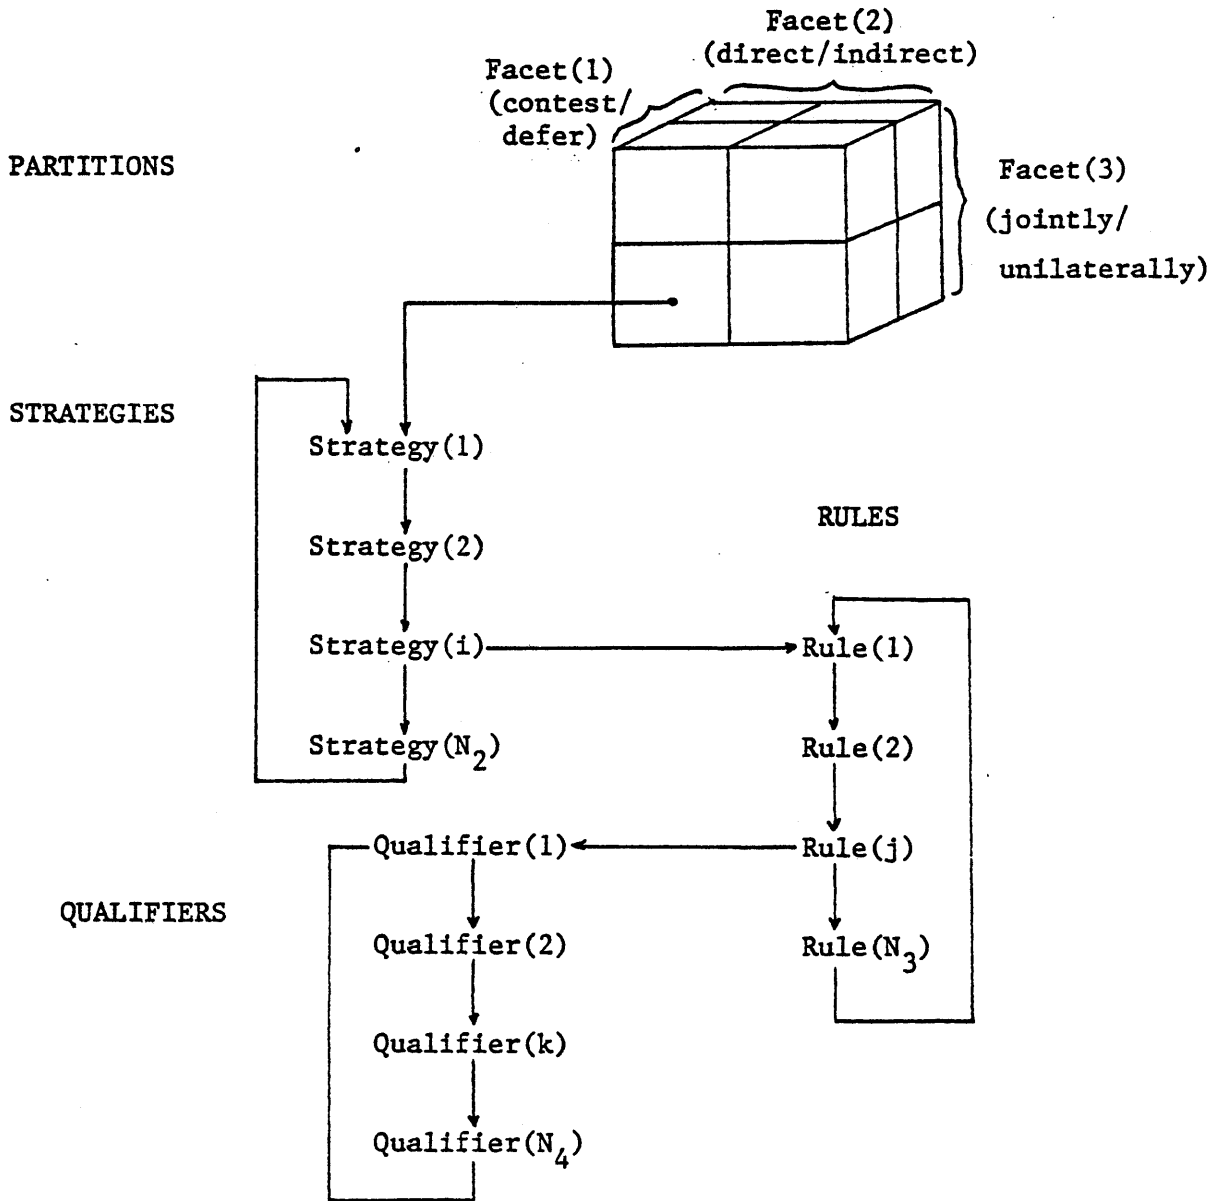 Facet(2)
(direct/indirect)
Facet(1)
(contest/
defer)
PARTITIONS
Facet(3)
(jointly/
unilaterally)
STRATEGIES
Strategy(1)
RULES
Strategy(2)
Strategy(i)
Rule(1)
Strategy(N₂)
Rule(2)
Qualifier(1)
Rule(j)
QUALIFIERS
Qualifier(2)
Rule(N₃)
Qualifier(k)
Qualifier(N₄)